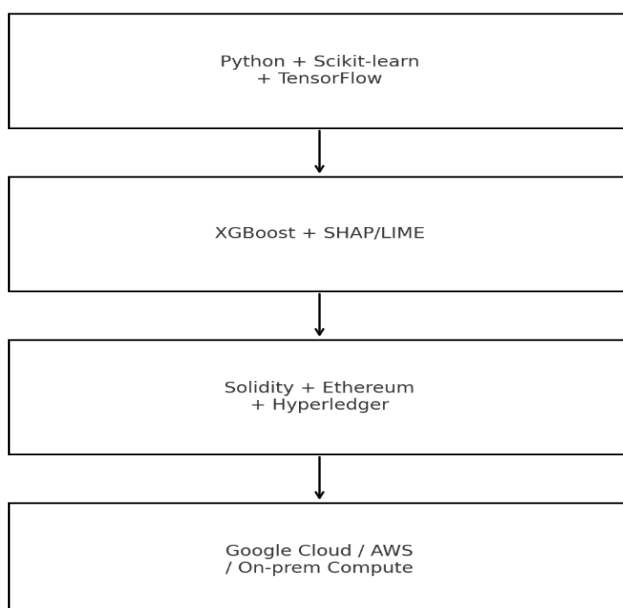 Python + Scikit-learn
+ TensorFlow
XGBoost + SHAP/LIME
Solidity + Ethereum
+ Hyperledger
Google Cloud / AWS
/ On-prem Compute